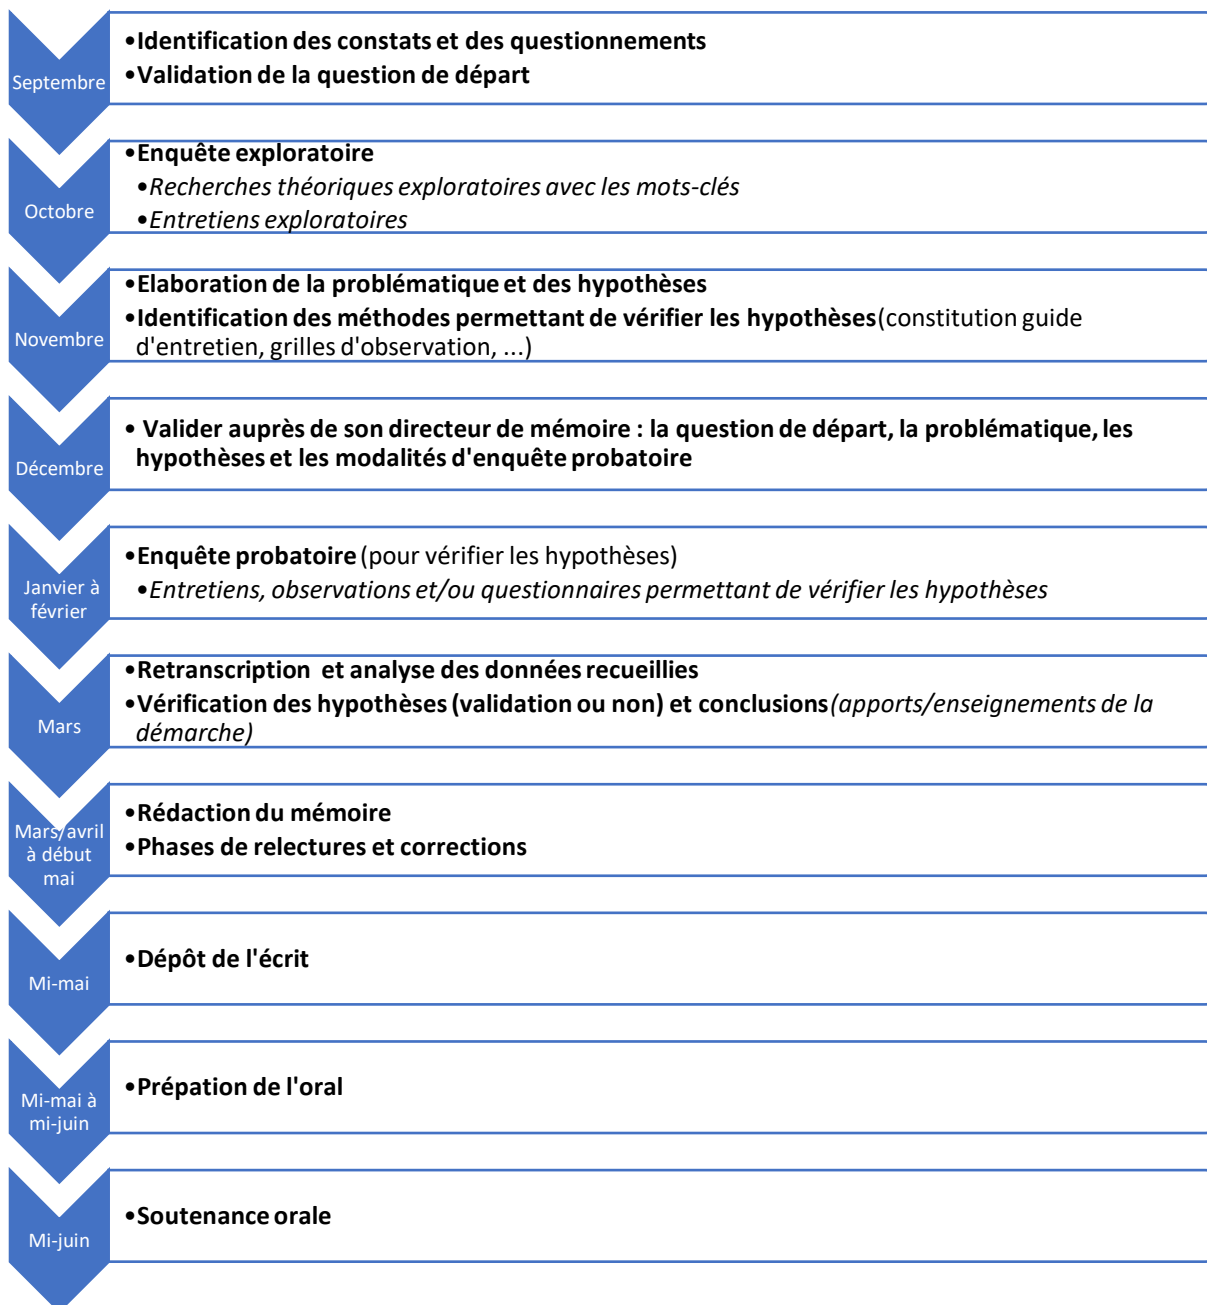 Septembre
•Identification des constats et des questionnements
•Validation de la question de départ
Octobre
•Enquête exploratoire
•Recherches théoriques exploratoires avec les mots-clés
•Entretiens exploratoires
Novembre
•Elaboration de la problématique et des hypothèses
•Identification des méthodes permettant de vérifier les hypothèses (constitution guide
d'entretien, grilles d'observation, ...)
Décembre
• Valider auprès de son directeur de mémoire : la question de départ, la problématique, les
hypothèses et les modalités d'enquête probatoire
Janvier à
février
•Enquête probatoire (pour vérifier les hypothèses)
•Entretiens, observations et/ou questionnaires permettant de vérifier les hypothèses
Mars
•Retranscription et analyse des données recueillies
•Vérification des hypothèses (validation ou non) et conclusions (apports/enseignements de la
démarche)
Mars/avril
à début
mai
•Rédaction du mémoire
•Phases de relectures et corrections
Mi-mai
•Dépôt de l'écrit
Mi-mai à
mi-juin
•Prépation de l'oral
Mi-juin
•Soutenance orale